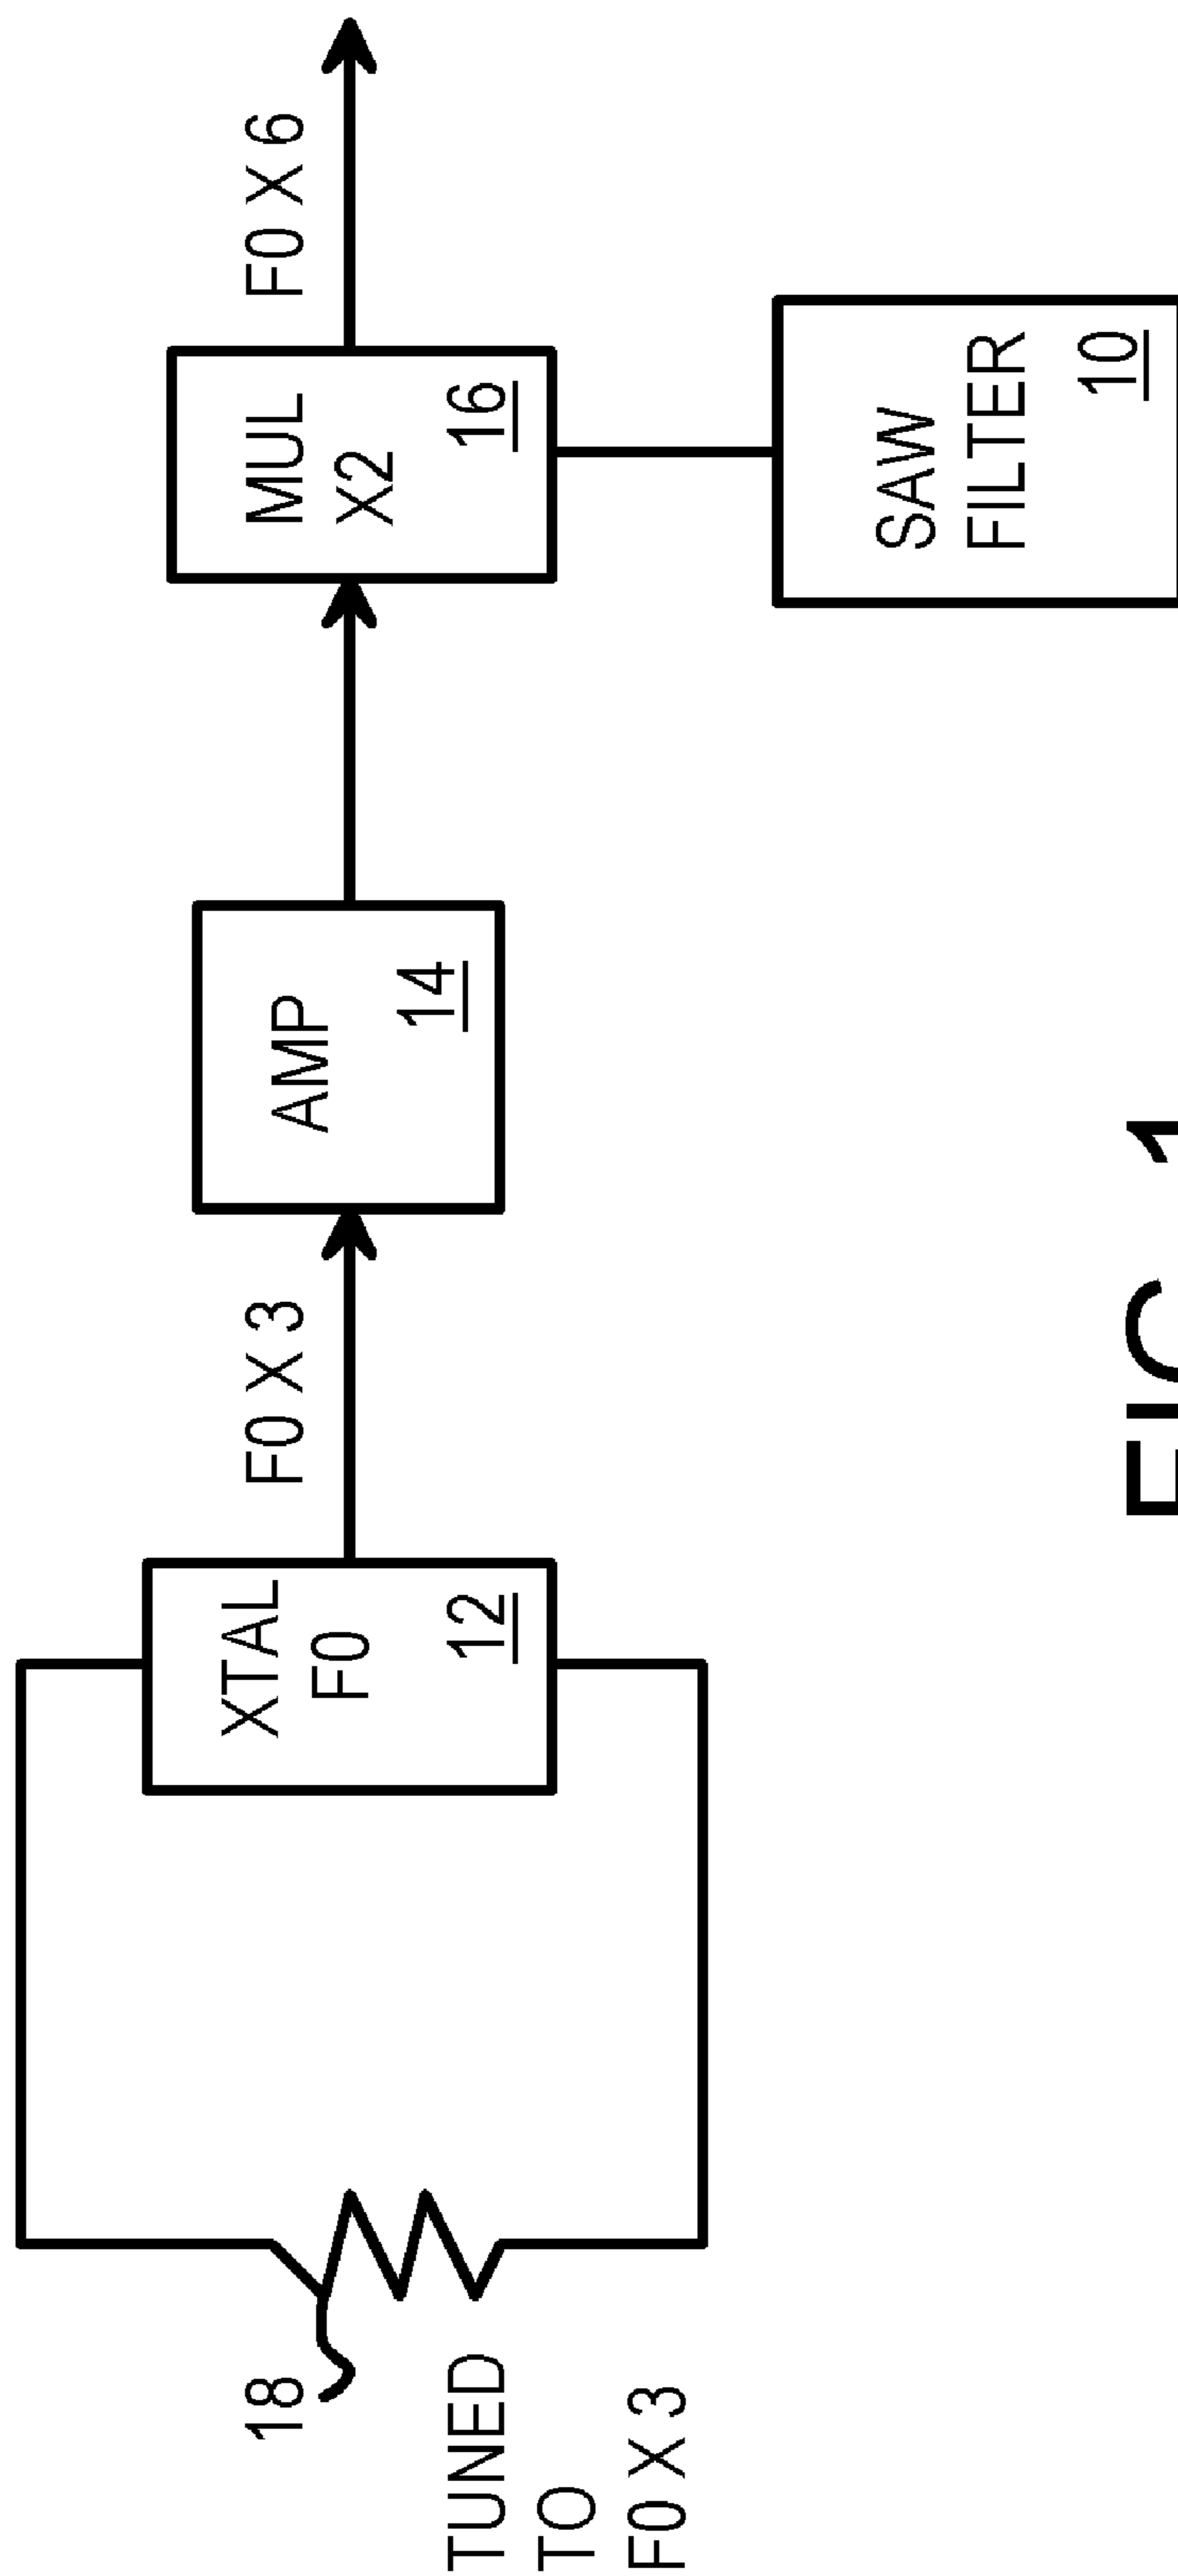 18
TUNED
TO
F0 X 3
XTAL
F0
12
F0 X 3
AMP
14
MUL
X2
16
F0 X 6
SAW
FILTER
10